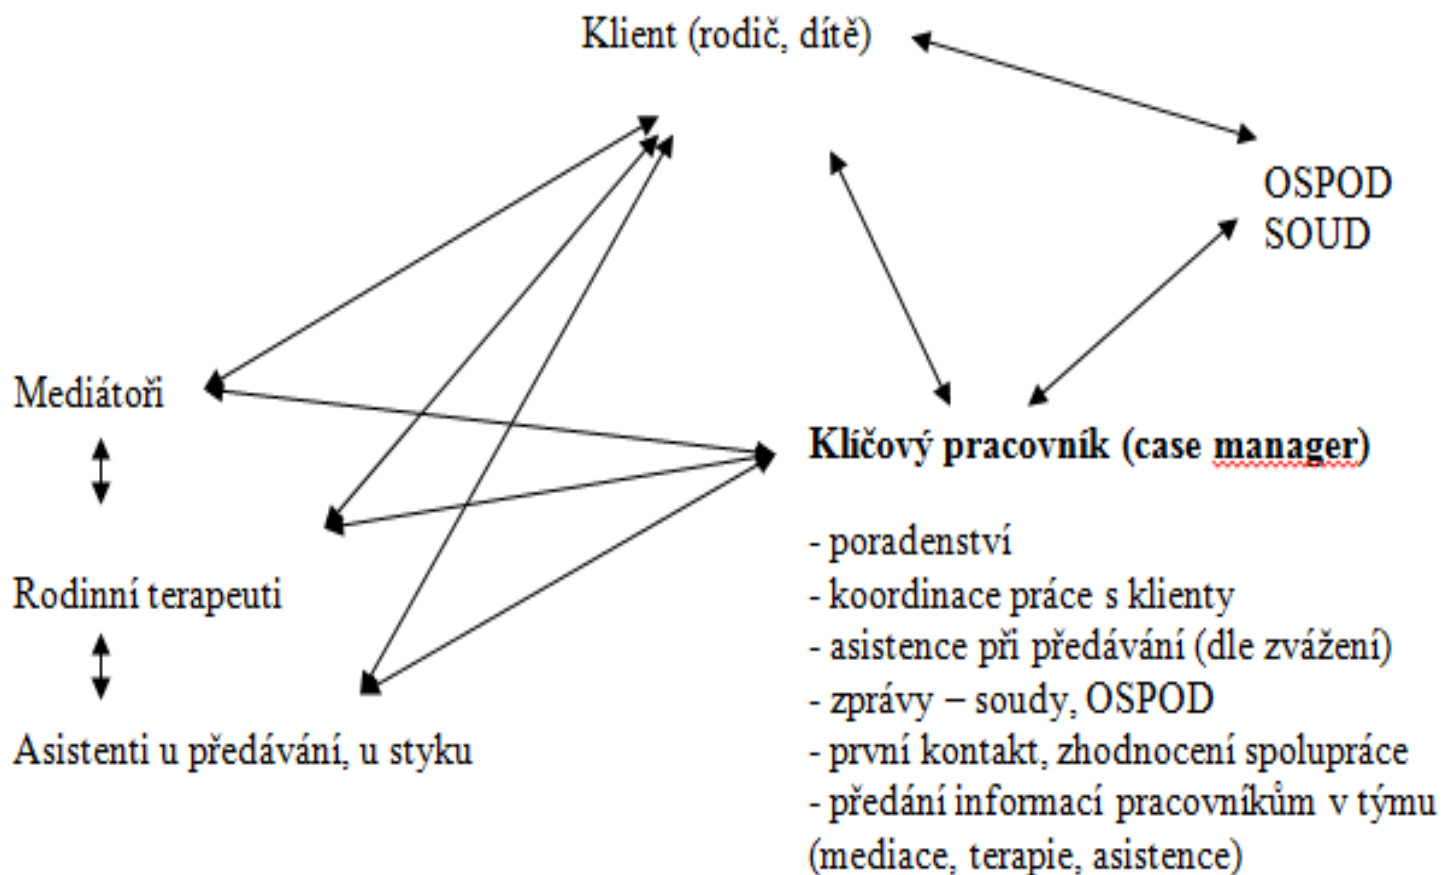 Klient (rodič, dítě)
OSPOD
SOUD
Mediátoři
Klíčový pracovník (case manager)
- poradenství
Rodinní terapeuti
- koordinace práce s klienty
- asistence při předávání (dle zvážení)
- zprávy – soudy, OSPOD
Asistenti u předávání, u styku
- první kontakt, zhodnocení spolupráce
- předání informací pracovníkům v týmu
(mediace, terapie, asistence)